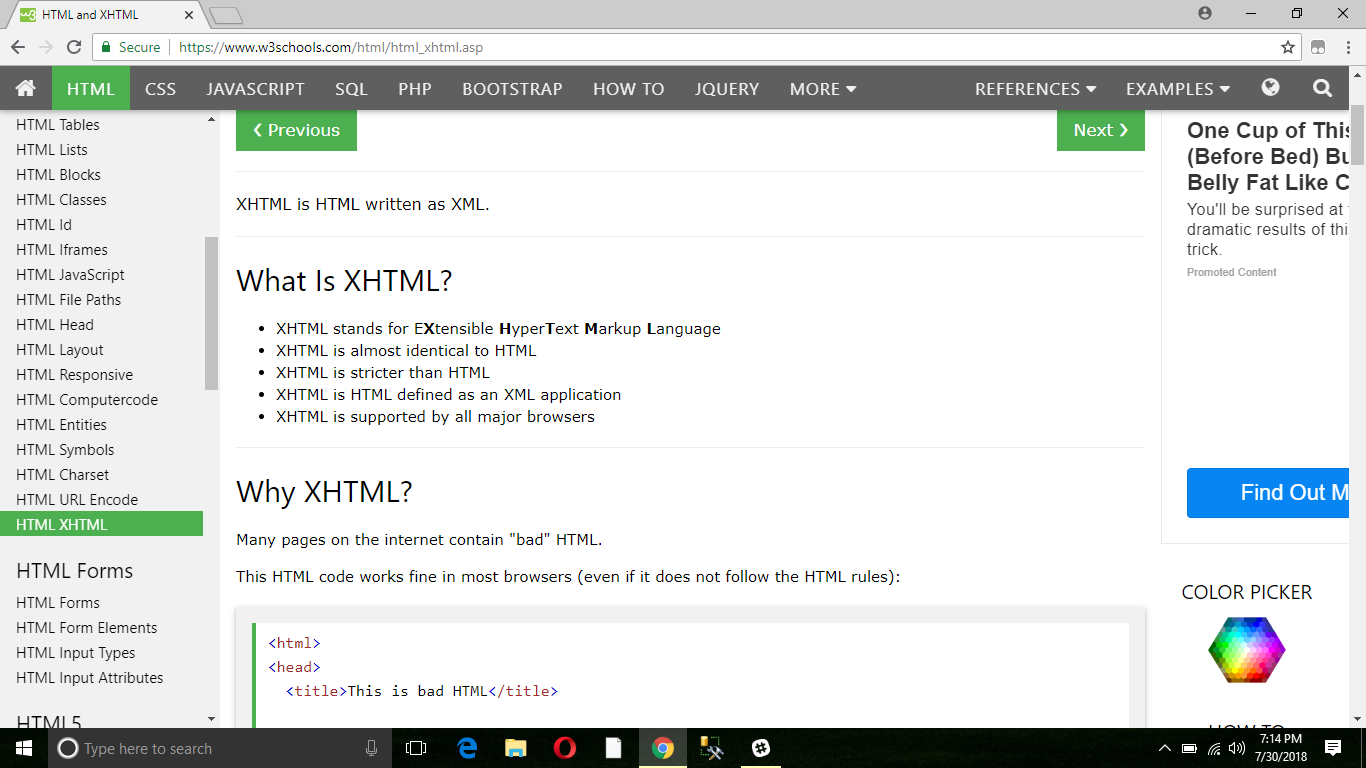 HTML and XHTML
Secure
https://www.w3schools.com/html/html_xhtml.asp
HTML CSS JAVASCRIPT SQL PHP BOOTSTRAP HOW TO JQUERY MORE REFERENCES EXAMPLES
HTML Tables
HTML Lists
HTML Blocks
HTML Classes
HTML Id
HTML Iframes
HTML JavaScript
HTML File Paths
HTML Head
HTML Layout
HTML Responsive
HTML Computercode
HTML Entities
HTML Symbols
HTML Charset
HTML URL Encode
HTML XHTML
HTML Forms
HTML Forms
HTML Form Elements
HTML Input Types
HTML Input Attributes
HTML5
❮ Previous
Next ❯
XHTML is HTML written as XML.
What Is XHTML?
• XHTML stands for EXtensible HyperText Markup Language
• XHTML is almost identical to HTML
• XHTML is stricter than HTML
• XHTML is HTML defined as an XML application
• XHTML is supported by all major browsers
Why XHTML?
Many pages on the internet contain "bad" HTML.
This HTML code works fine in most browsers (even if it does not follow the HTML rules):
<html>
<head>
<title>This is bad HTML</title>
One Cup of This
(Before Bed) Bu
Belly Fat Like C
You'll be surprised at
dramatic results of thi
trick.
Promoted Content
Find Out M
COLOR PICKER
HOW TO
Type here to search
7:14 PM
7/30/2018